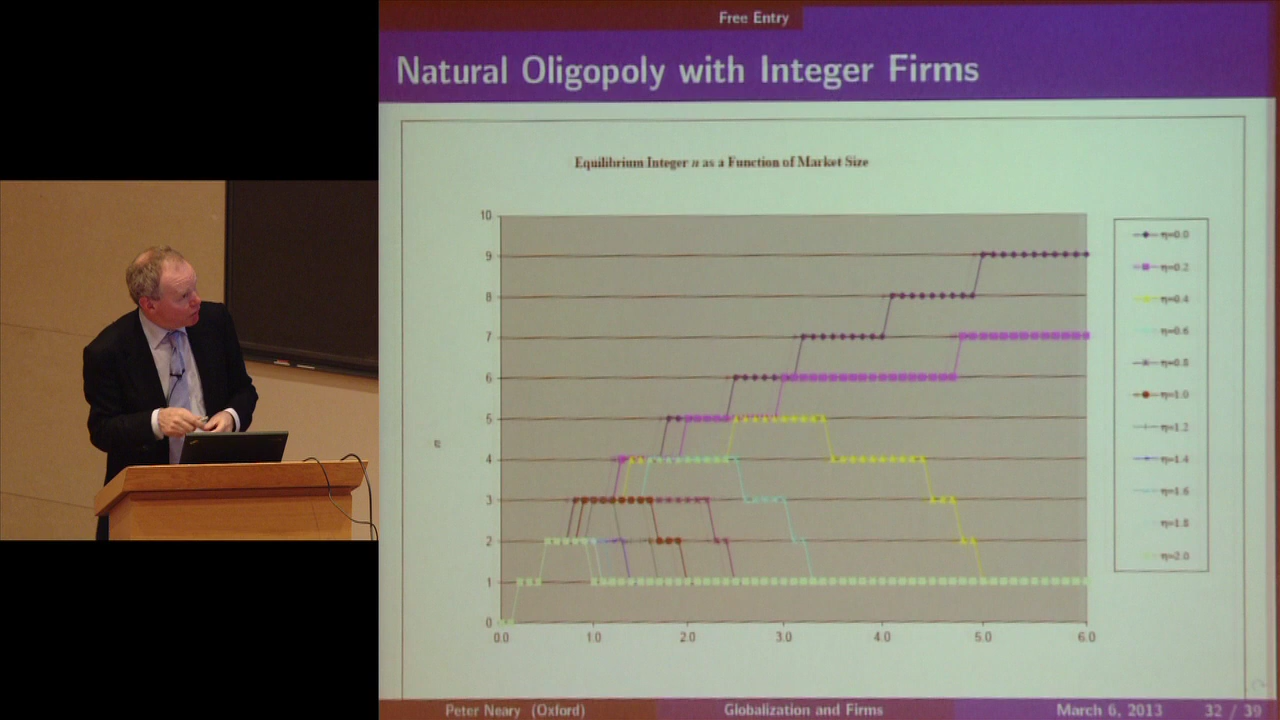 Free Entry
Natural Oligopoly with Integer Firms
Equilibrium Integer n as a Function of Market Size
10
9
8
7
6
5
4
3
2
1
0
n
0.0 1.0 2.0 3.0 4.0 5.0 6.0
η=0.0
η=0.2
η=0.4
η=0.6
η=0.8
η=1.0
η=1.2
η=1.4
η=1.6
η=1.8
η=2.0
Peter Neary (Oxford) Globalization and Firms March 6, 2013 32 / 39